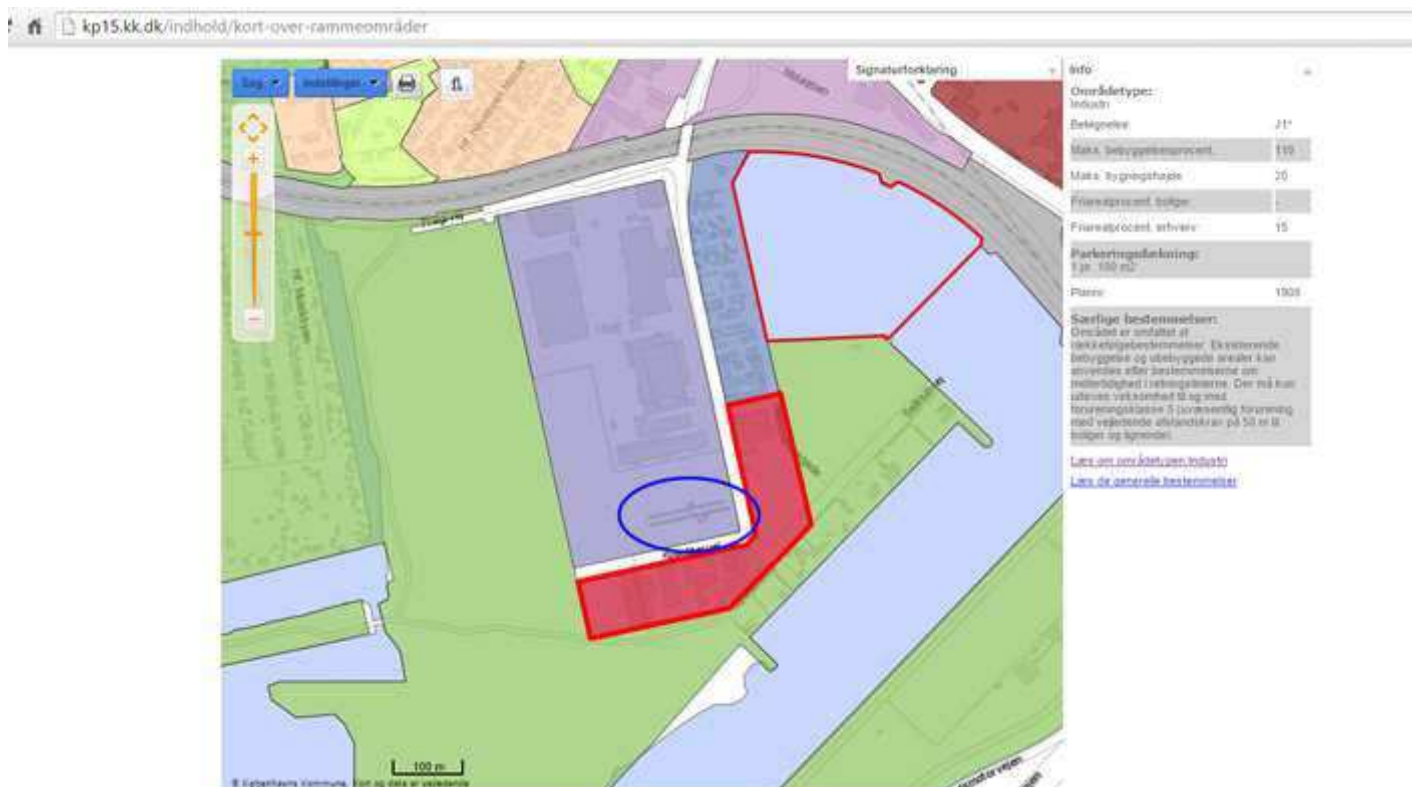 kp15.kk.dk/indhold/kort-over-rammeområder
Søg
Indstillinger
Signaturforklaring
Info
Områdetype:
Industri
Betegnelse:
J1*
Maks. bebyggelsesprocent:
110
Maks. bygningshøjde
20
Friarealprocent, boliger:
-
Friarealprocent, erhverv:
15
Parkeringsdækning:
1 pr. 100 m2
Plannr.
Særlige bestemmelser:
Området er omfattet af
rækkefølgebestemmelser. Eksisterende
bebyggelse og ubebyggede arealer kan
anvendes efter bestemmelserne om
midlertidighed i retningslinierne. Der må kun
udøves virksomhed til og med
forureningsklasse 3 (uvæsentlig forurening
med vejledende afstandskrav på 50 m til
boliger og lignende).
Læs om områdetypen Industri
Læs de generelle bestemmelser
100 m
© Københavns Kommune. Kort og data er vejledende